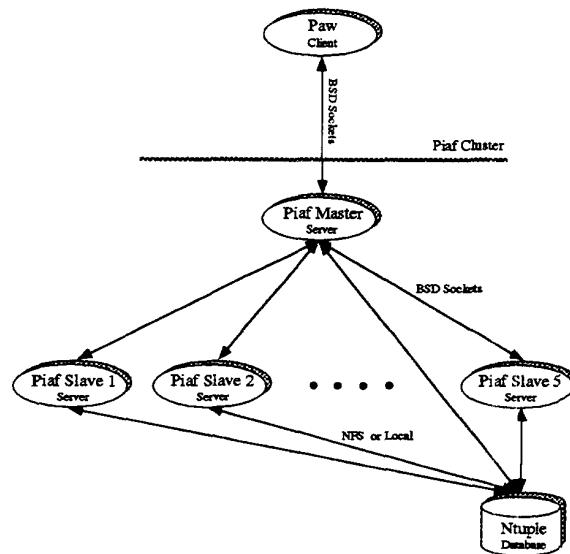 Paw
Client
BSD Sockets
Piaf Cluster
Piaf Master
Server
BSD Sockets
Piaf Slave 1
Server
Piaf Slave 2
Server
Piaf Slave 5
Server
NFS or Local
Ntuple
Database